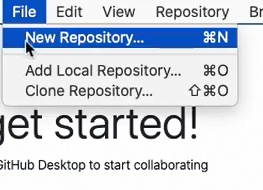 File Edit View Repository
New Repository... ⌘N
Add Local Repository... ⌘O
Clone Repository... ⇧⌘O
get started!
GitHub Desktop to start collaborating